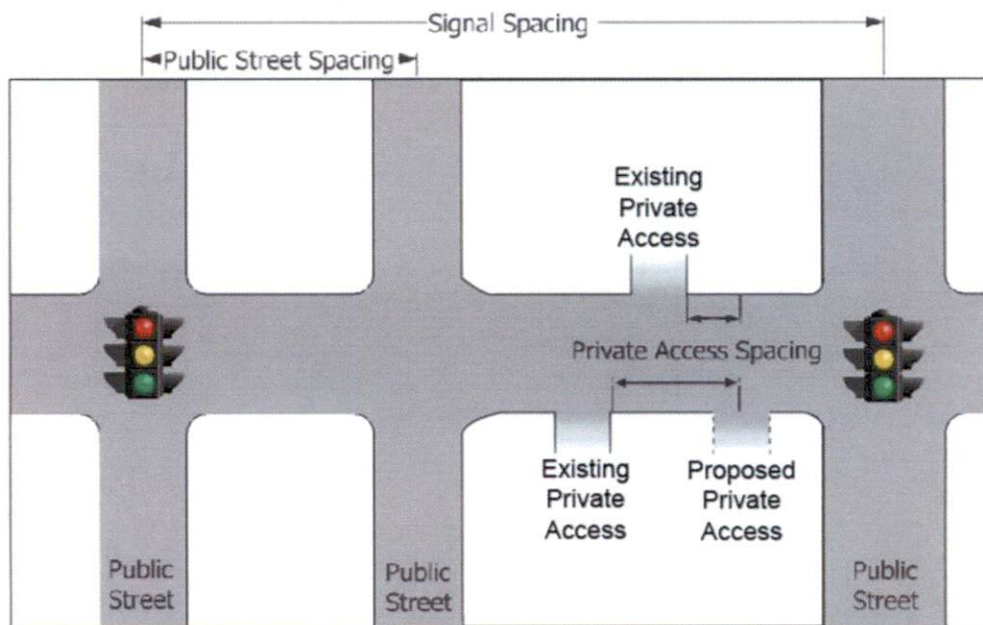 Signal Spacing
Public Street Spacing
Existing
Private
Access
Private Access Spacing
Existing
Private
Access
Proposed
Private
Access
Public
Street
Public
Street
Public
Street